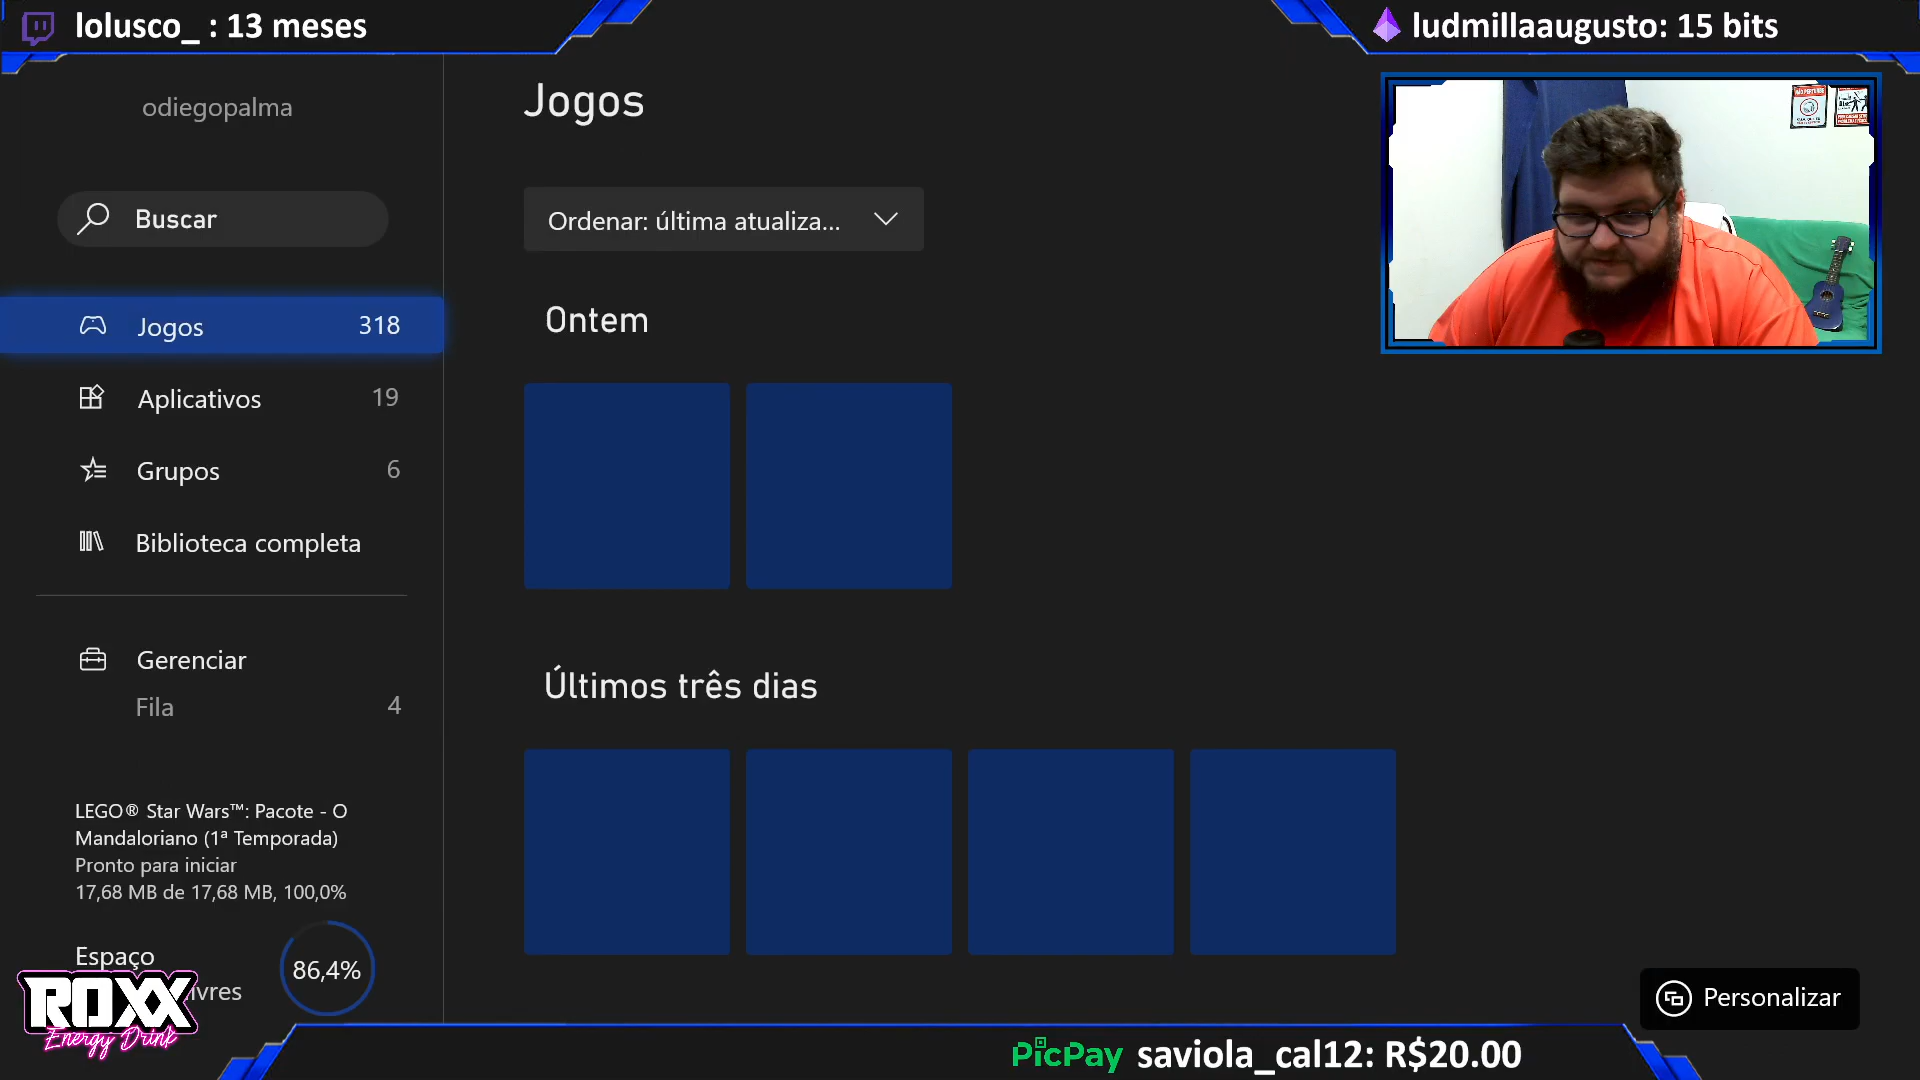 lolusco_ : 13 meses
ludmillaaugusto: 15 bits
odiegopalma
Buscar
Jogos 318
Aplicativos 19
Grupos 6
Biblioteca completa
Gerenciar
Fila 4
LEGO® Star Wars™: Pacote - O
Mandaloriano (1ª Temporada)
Pronto para iniciar
17,68 MB de 17,68 MB, 100,0%
Espaço
ivres
86,4%
ROXX
Energy Drink
Jogos
Ordenar: última atualiza...
Ontem
Últimos três dias
Personalizar
PicPay saviola_cal12: R$20.00